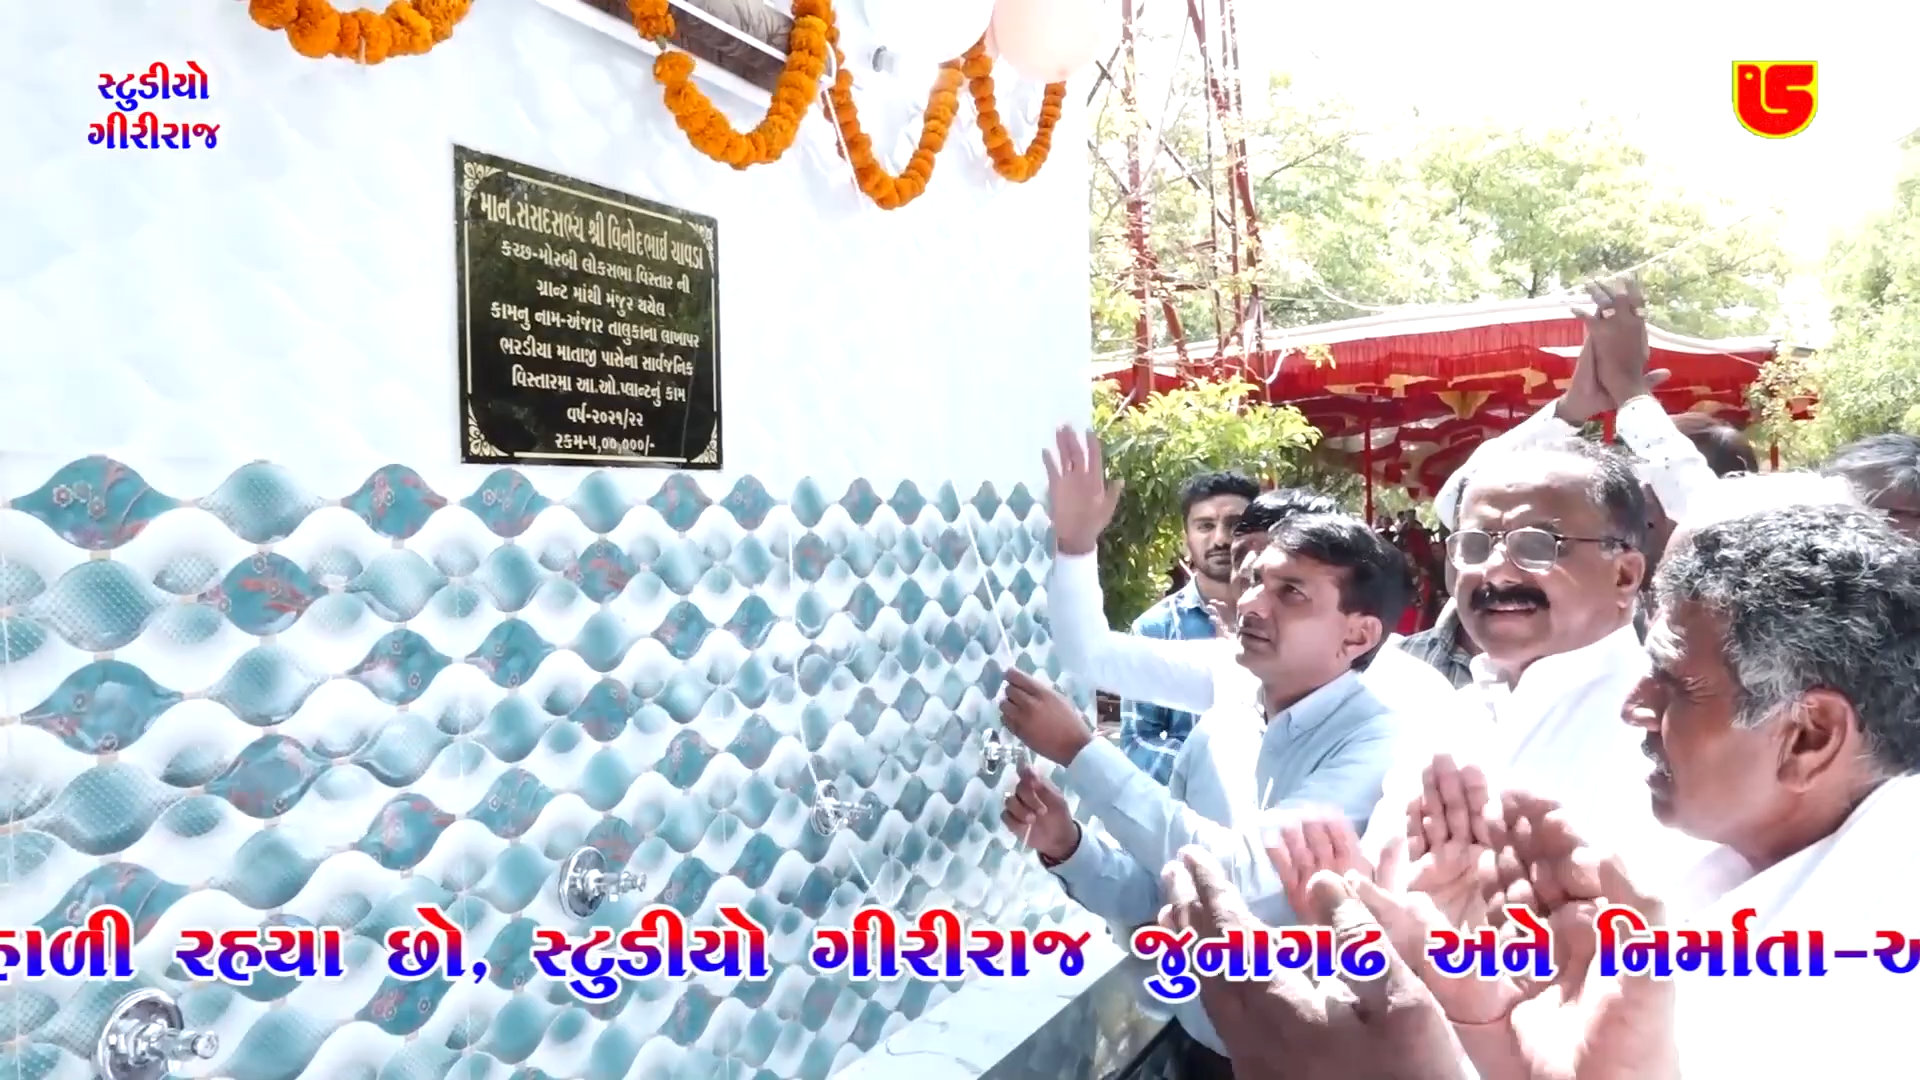 સ્ટુડીયો
ગીરીરાજ
માન.સંસદસભ્ય શ્રી વિનોદભાઇ ચાવડા
કચ્છ-મોરબી લોકસભા વિસ્તાર ની
ગ્રાન્ટ માંથી મંજુર થયેલ
કામનુ નામ-અંજાર તાલુકાના લાખાપર
ભરડીયા માતાજી પાસેના સાર્વજનિક
વિસ્તારમા આ.ઓ.પ્લાન્ટનું કામ
વર્ષ-૨૦૨૧/૨૨
રકમ-૫,૦૦,૦૦૦/-
હાળી રહયા છો, સ્ટુડીયો ગીરીરાજ જુનાગઢ અને નિર્માતા-અ